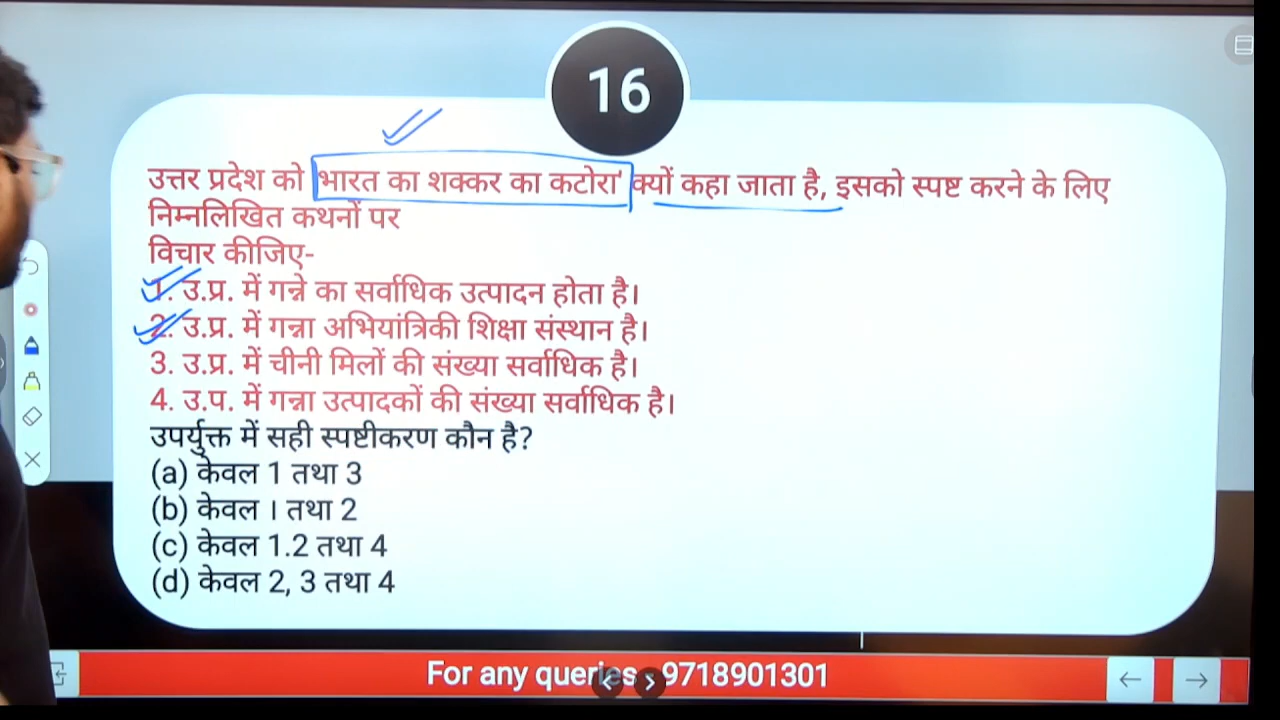 16
उत्तर प्रदेश को भारत का शक्कर का कटोरा' क्यों कहा जाता है, इसको स्पष्ट करने के लिए
निम्नलिखित कथनों पर
विचार कीजिए-
1. उ.प्र. में गन्ने का सर्वाधिक उत्पादन होता है।
2. उ.प्र. में गन्ना अभियांत्रिकी शिक्षा संस्थान है।
3. उ.प्र. में चीनी मिलों की संख्या सर्वाधिक है।
4. उ.प. में गन्ना उत्पादकों की संख्या सर्वाधिक है।
उपर्युक्त में सही स्पष्टीकरण कौन है?
(a) केवल 1 तथा 3
(b) केवल । तथा 2
(c) केवल 1.2 तथा 4
(d) केवल 2, 3 तथा 4
For any queries - 9718901301